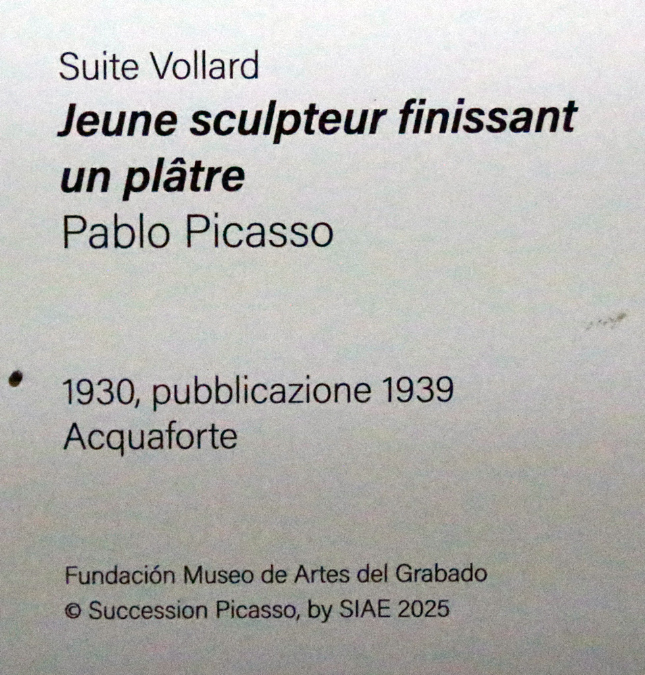 Suite Vollard
Jeune sculpteur finissant
un plâtre
Pablo Picasso
1930, pubblicazione 1939
Acquaforte
Fundación Museo de Artes del Grabado
© Succession Picasso, by SIAE 2025